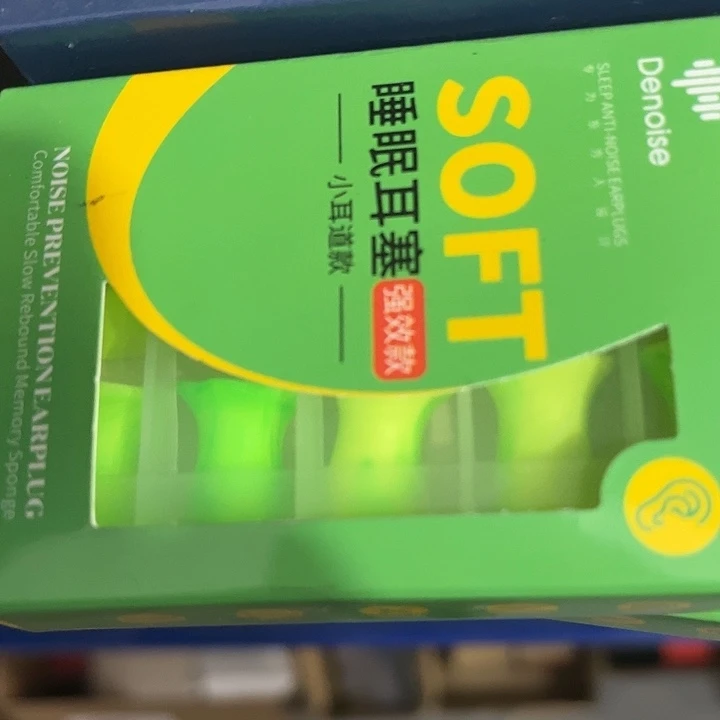 Denoise
SLEEP ANTI-NOISE EARPLUGS
SOFT
睡眠耳塞 强效款
小耳道款
NOISE PREVENTION EARPLUG
Comfortable Slow Rebound Memory Sponge